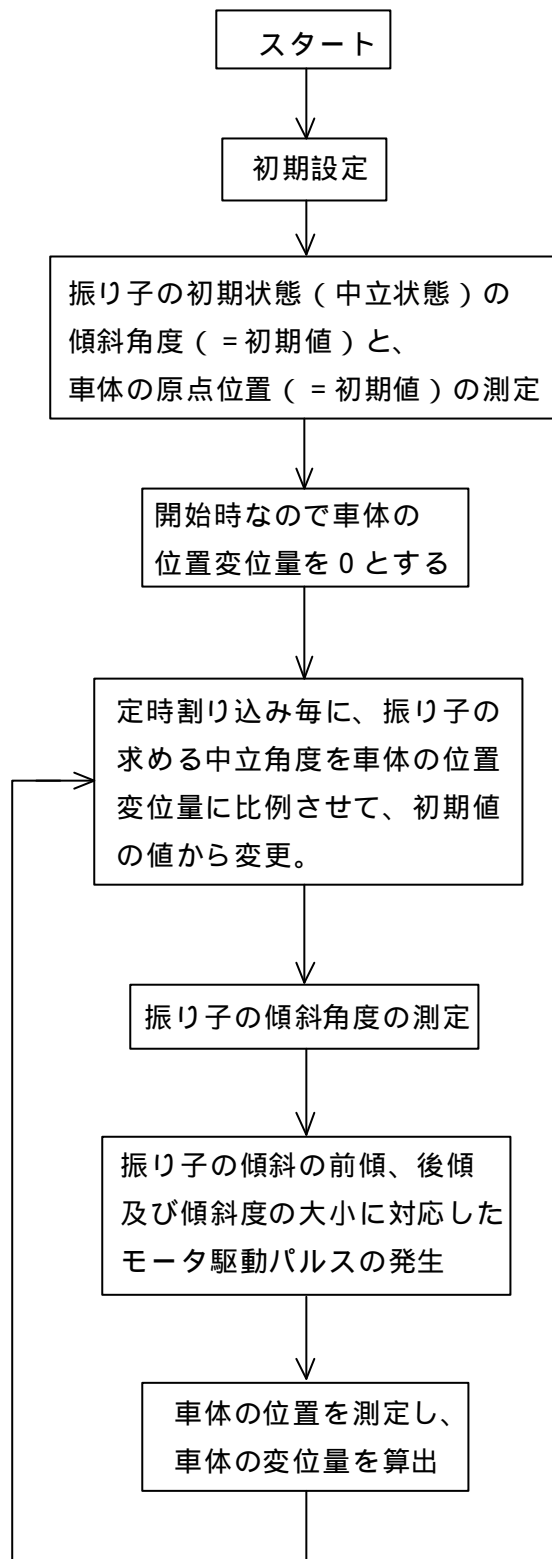 スタート
初期設定
振り子の初期状態(中立状態)の
傾斜角度(=初期値)と、
車体の原点位置(=初期値)の測定
開始時なので車体の
位置変位量を0とする
定時割り込み毎に、振り子の
求める中立角度を車体の位置
変位量に比例させて、初期値
の値から変更。
振り子の傾斜角度の測定
振り子の傾斜の前傾、後傾
及び傾斜度の大小に対応した
モータ駆動パルスの発生
車体の位置を測定し、
車体の変位量を算出